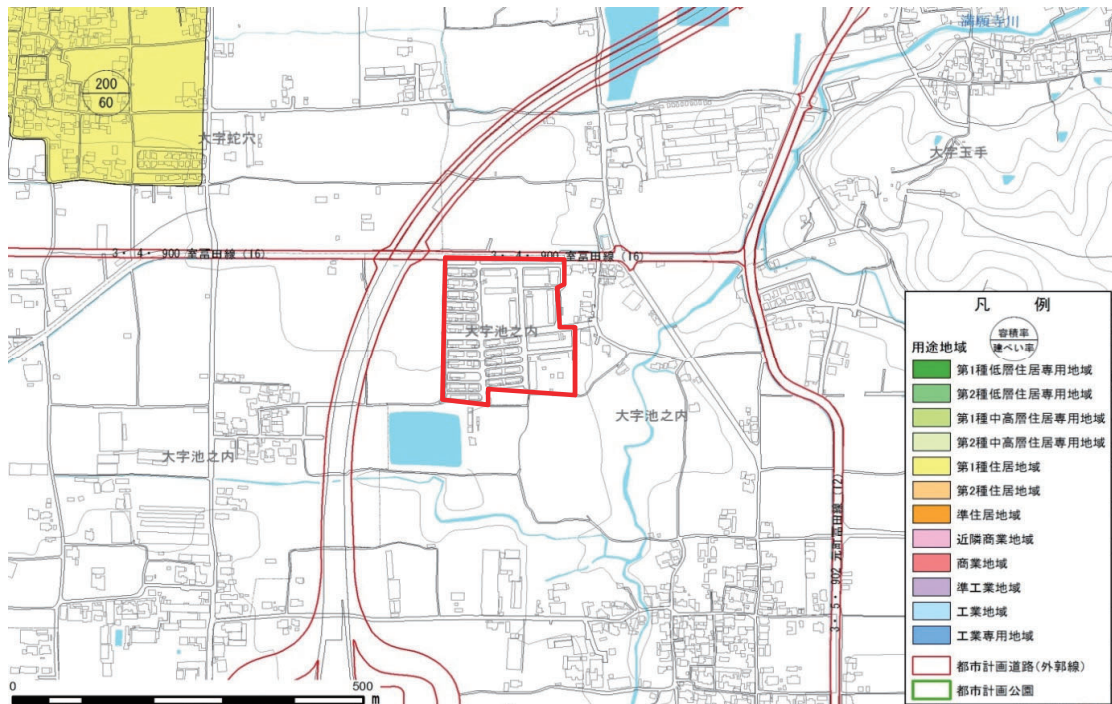 満願寺川
200
60
大字蛇穴
大字玉手
3・4・900 室冨田線 (16)
3・4・900 室冨田線 (16)
大字池之内
大字池之内
大字池之内
3・5・902 元町冨田線 (12)
凡 例
用途地域
容積率
建ぺい率
第1種低層住居専用地域
第2種低層住居専用地域
第1種中高層住居専用地域
第2種中高層住居専用地域
第1種住居地域
第2種住居地域
準住居地域
近隣商業地域
商業地域
準工業地域
工業地域
工業専用地域
都市計画道路(外郭線)
都市計画公園
0
500
m